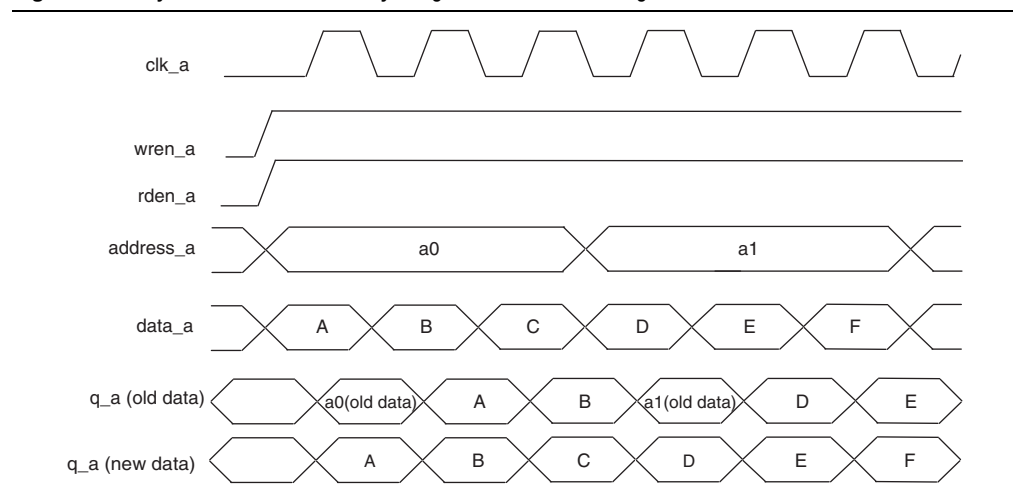 clk_a
wren_a
rden_a
address_a a0 a1
data_a A B C D E F
q_a (old data) a0(old data) A B a1(old data) D E
q_a (new data) A B C D E F